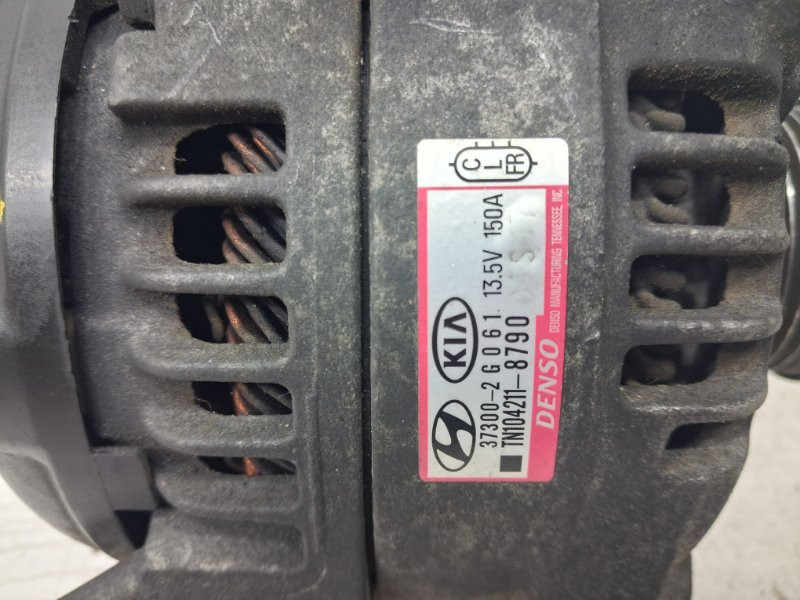 C
L
FR
KIA
37300-2G061 13.5V 150A
TN104211-8790
DENSO DENSO MANUFACTURING TENNESSEE, INC.